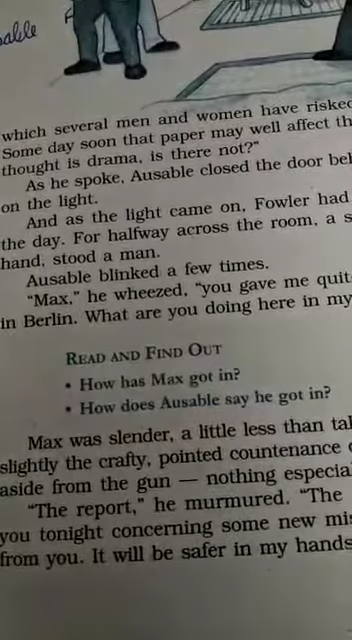 which several men and women have risked
Some day soon that paper may well affect th
thought is drama, is there not?"
As he spoke, Ausable closed the door be
on the light.
And as the light came on, Fowler had
the day. For halfway across the room, a s
hand, stood a man.
Ausable blinked a few times.
"Max," he wheezed, "you gave me quit
in Berlin. What are you doing here in my
READ AND FIND OUT
• How has Max got in?
• How does Ausable say he got in?
Max was slender, a little less than tal
slightly the crafty, pointed countenance
aside from the gun — nothing especial
"The report," he murmured. "The
you tonight concerning some new mis
from you. It will be safer in my hands